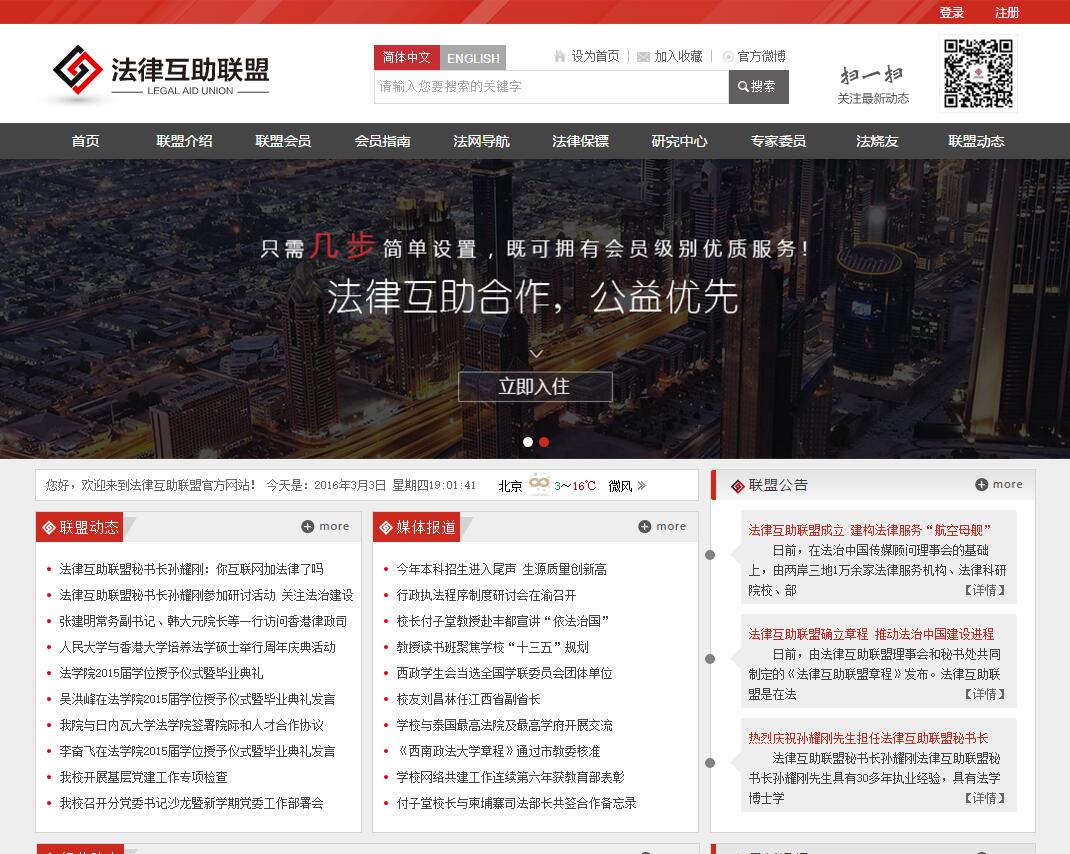 登录 注册
法律互助联盟
LEGAL AID UNION
简体中文 ENGLISH
设为首页 加入收藏 官方微博
请输入您要搜索的关键字 搜索
扫一扫
关注最新动态
首页 联盟介绍 联盟会员 会员指南 法网导航 法律保镖 研究中心 专家委员 法烧友 联盟动态
只需几步简单设置，既可拥有会员级别优质服务！
法律互助合作，公益优先
立即入住
您好，欢迎来到法律互助联盟官方网站！ 今天是：2016年3月3日 星期四19:01:41 北京 3～16℃ 微风
联盟动态 more
法律互助联盟秘书长孙耀刚：你互联网加法律了吗
法律互助联盟秘书长孙耀刚参加研讨活动 关注法治建设
张建明常务副书记、韩大元院长等一行访问香港律政司
人民大学与香港大学培养法学硕士举行周年庆典活动
法学院2015届学位授予仪式暨毕业典礼
吴洪峰在法学院2015届学位授予仪式暨毕业典礼发言
我院与日内瓦大学法学院签署院际和人才合作协议
李奋飞在法学院2015届学位授予仪式暨毕业典礼发言
我校开展基层党建工作专项检查
我校召开分党委书记沙龙暨新学期党委工作部署会
媒体报道 more
今年本科招生进入尾声 生源质量创新高
行政执法程序制度研讨会在渝召开
校长付子堂教授赴丰都宣讲“依法治国”
教授读书班聚焦学校“十三五”规划
西政学生会当选全国学联委员会团体单位
校友刘昌林任江西省副省长
学校与泰国最高法院及最高学府开展交流
《西南政法大学章程》通过市教委核准
学校网络共建工作连续第六年获教育部表彰
付子堂校长与柬埔寨司法部长共签合作备忘录
联盟公告 more
法律互助联盟成立 建构法律服务“航空母舰”
日前，在法治中国传媒顾问理事会的基础
上，由两岸三地1万余家法律服务机构、法律科研
院校、部 【详情】
法律互助联盟确立章程 推动法治中国建设进程
日前，由法律互助联盟理事会和秘书处共同
制定的《法律互助联盟章程》发布。法律互助联
盟是在法 【详情】
热烈庆祝孙耀刚先生担任法律互助联盟秘书长
法律互助联盟秘书长孙耀刚法律互助联盟秘
书长孙耀刚先生具有30多年执业经验，具有法学
博士学 【详情】